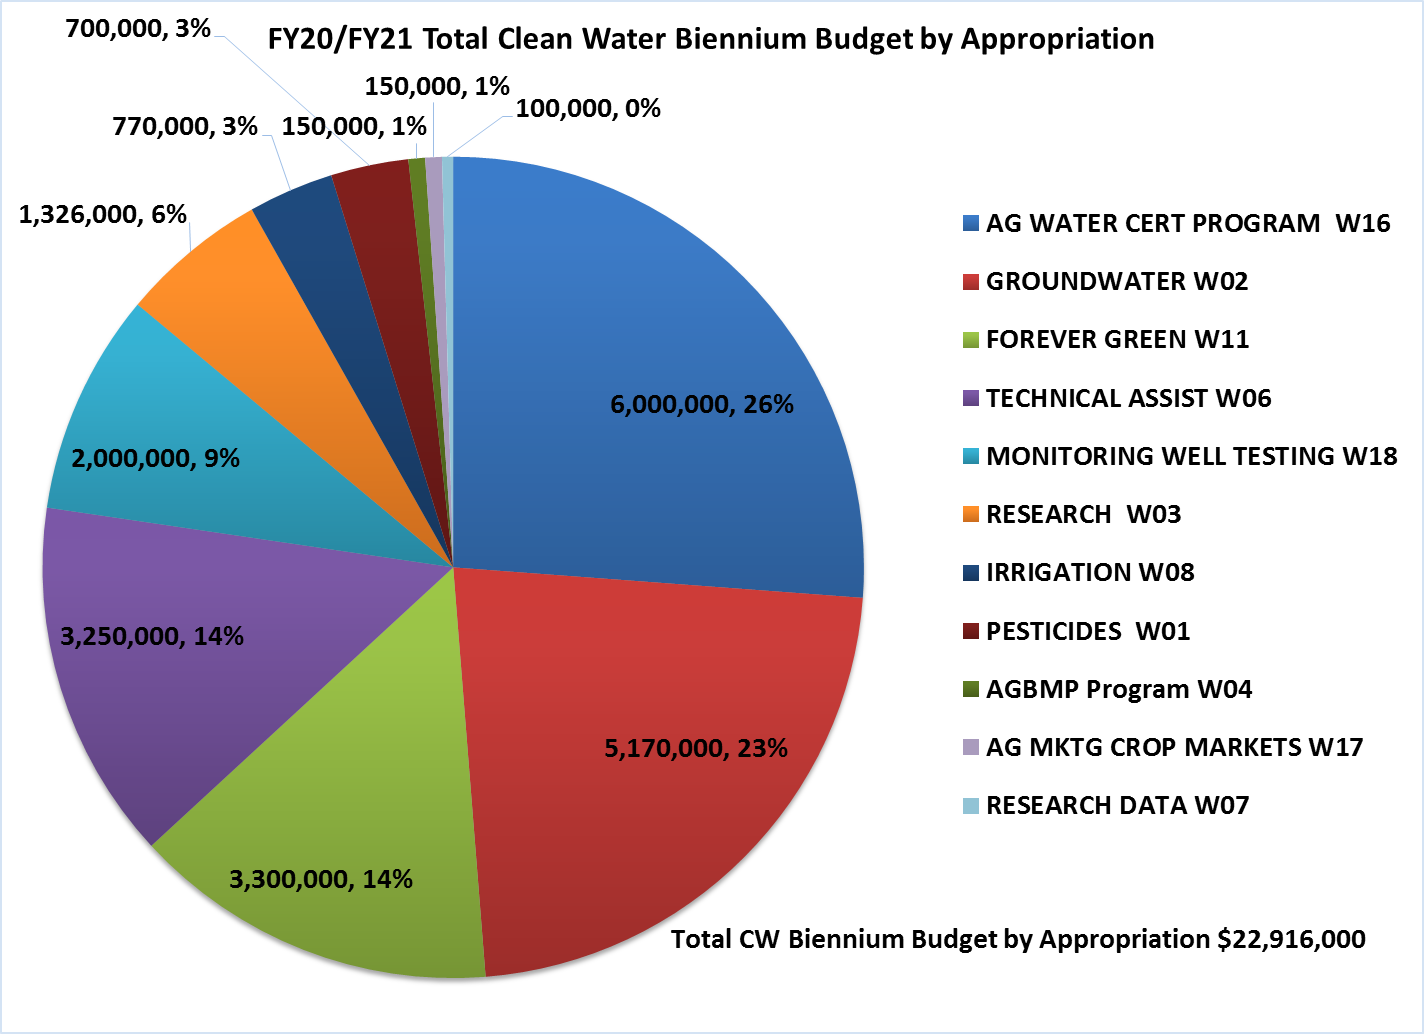 700,000, 3%
FY20/FY21 Total Clean Water Biennium Budget by Appropriation
150,000, 1%
100,000, 0%
770,000, 3%
150,000, 1%
1,326,000, 6%
AG WATER CERT PROGRAM  W16
GROUNDWATER W02
FOREVER GREEN W11
TECHNICAL ASSIST W06
MONITORING WELL TESTING W18
RESEARCH  W03
IRRIGATION W08
PESTICIDES  W01
AGBMP Program W04
AG MKTG CROP MARKETS W17
RESEARCH DATA W07
6,000,000, 26%
2,000,000, 9%
3,250,000, 14%
5,170,000, 23%
3,300,000, 14%
Total CW Biennium Budget by Appropriation $22,916,000